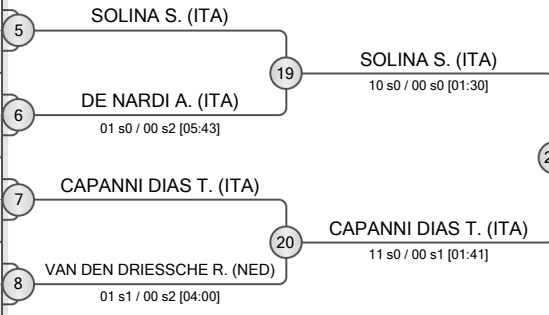 SOLINA S. (ITA)
5
19
SOLINA S. (ITA)
10 s0 / 00 s0 [01:30]
DE NARDI A. (ITA)
6
01 s0 / 00 s2 [05:43]
CAPANNI DIAS T. (ITA)
7
20
CAPANNI DIAS T. (ITA)
11 s0 / 00 s1 [01:41]
VAN DEN DRIESSCHE R. (NED)
8
01 s1 / 00 s2 [04:00]